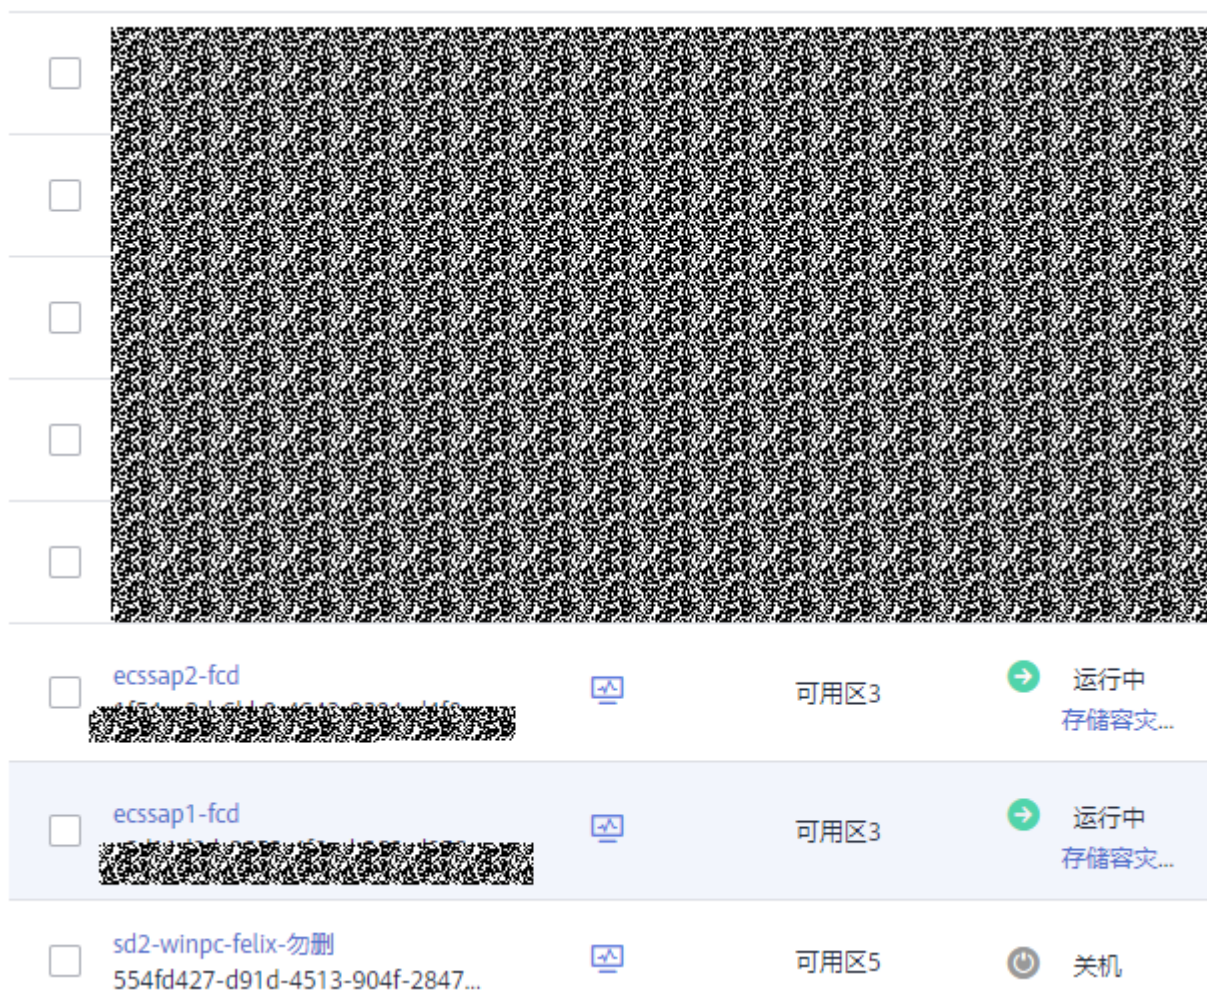 ecssap2-fcd
可用区3
运行中
存储容灾...
ecssap1-fcd
可用区3
运行中
存储容灾...
sd2-winpc-felix-勿删
554fd427-d91d-4513-904f-2847...
可用区5
关机